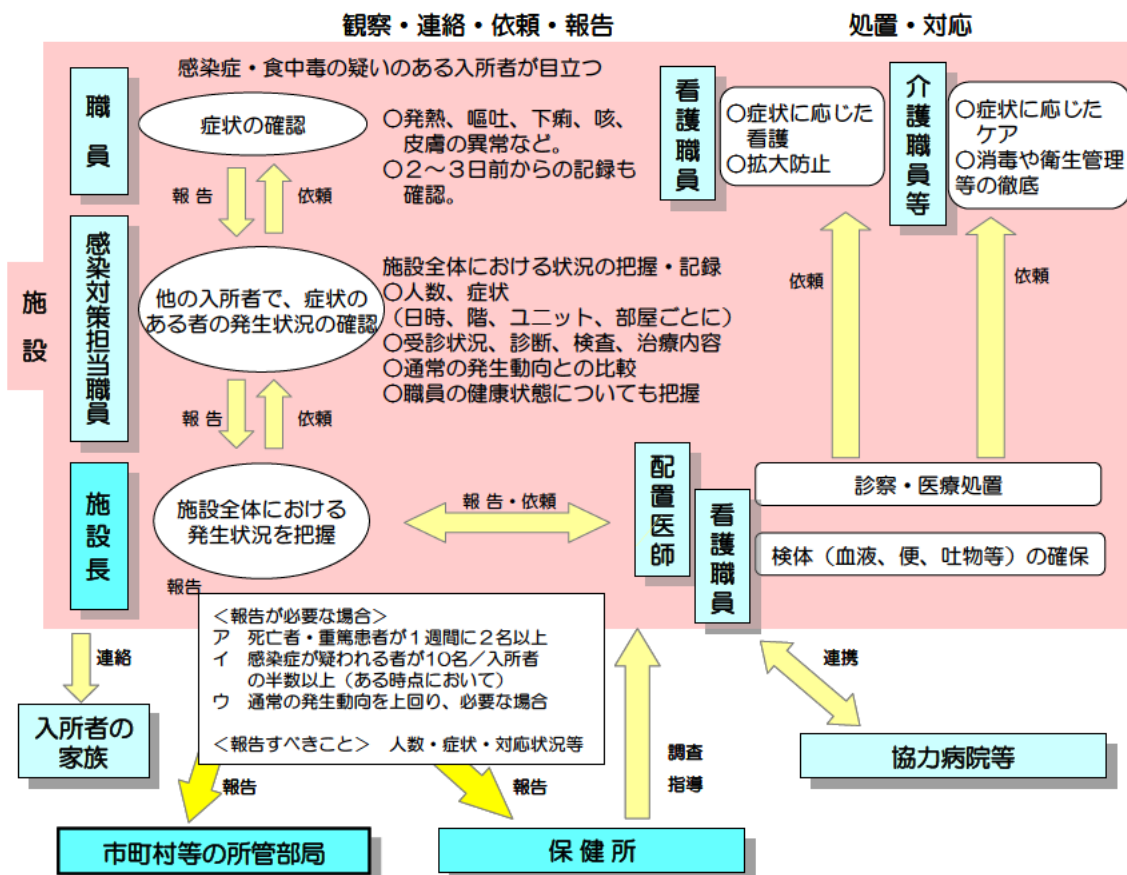 観察・連絡・依頼・報告
処置・対応
施設
職員
感染症・食中毒の疑いのある入所者が目立つ
症状の確認
○発熱、嘔吐、下痢、咳、
皮膚の異常など。
○２～３日前からの記録も
確認。
報告
依頼
看護職員
○症状に応じた
看護
○拡大防止
介護職員等
○症状に応じた
ケア
○消毒や衛生管理
等の徹底
感染対策担当職員
他の入所者で、症状の
ある者の発生状況の確認
施設全体における状況の把握・記録
○人数、症状
（日時、階、ユニット、部屋ごとに）
○受診状況、診断、検査、治療内容
○通常の発生動向との比較
○職員の健康状態についても把握
依頼
依頼
報告
依頼
施設長
施設全体における
発生状況を把握
報告・依頼
配置医師
看護職員
診察・医療処置
検体（血液、便、吐物等）の確保
報告
＜報告が必要な場合＞
ア　死亡者・重篤患者が１週間に２名以上
イ　感染症が疑われる者が10名／入所者
の半数以上（ある時点において）
ウ　通常の発生動向を上回り、必要な場合
＜報告すべきこと＞　人数・症状・対応状況等
連絡
入所者の
家族
報告
報告
調査
指導
連携
協力病院等
市町村等の所管部局
保健所